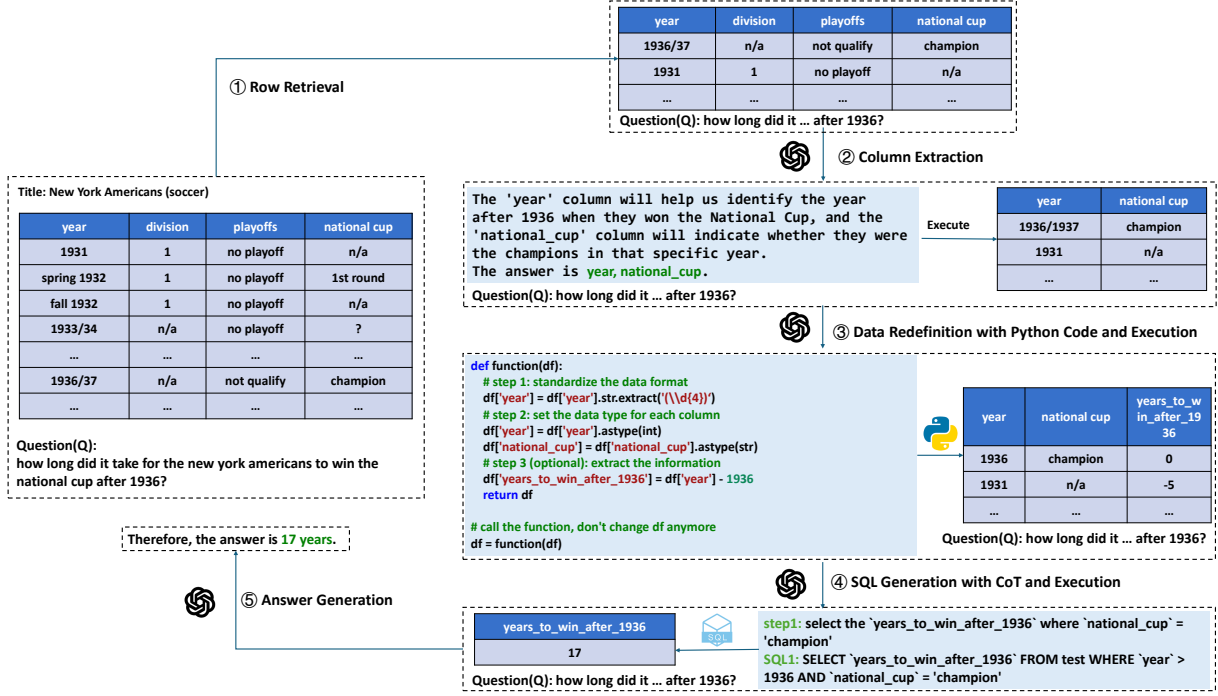 year division playoffs national cup
1936/37 n/a not qualify champion
1931 1 no playoff n/a
... ... ... ...
Question(Q): how long did it ... after 1936?
① Row Retrieval
② Column Extraction
Title: New York Americans (soccer)
year division playoffs national cup
1931 1 no playoff n/a
spring 1932 1 no playoff 1st round
fall 1932 1 no playoff n/a
1933/34 n/a no playoff ?
... ... ... ...
1936/37 n/a not qualify champion
... ... ... ...
Question(Q):
how long did it take for the new york americans to win the
national cup after 1936?
The 'year' column will help us identify the year
after 1936 when they won the National Cup, and the
'national_cup' column will indicate whether they were
the champions in that specific year.
The answer is year, national_cup.
Question(Q): how long did it ... after 1936?
Execute
year national cup
1936/1937 champion
1931 n/a
... ...
③ Data Redefinition with Python Code and Execution
def function(df):
# step 1: standardize the data format
df['year'] = df['year'].str.extract('(\\d{4})')
# step 2: set the data type for each column
df['year'] = df['year'].astype(int)
df['national_cup'] = df['national_cup'].astype(str)
# step 3 (optional): extract the information
df['years_to_win_after_1936'] = df['year'] - 1936
return df
# call the function, don't change df anymore
df = function(df)
year national cup years_to_w
in_after_19
36
1936 champion 0
1931 n/a -5
... ... ...
Question(Q): how long did it ... after 1936?
④ SQL Generation with CoT and Execution
step1: select the `years_to_win_after_1936` where `national_cup` =
'champion'
SQL1: SELECT `years_to_win_after_1936` FROM test WHERE `year` >
1936 AND `national_cup` = 'champion'
SQL
years_to_win_after_1936
17
Question(Q): how long did it ... after 1936?
⑤ Answer Generation
Therefore, the answer is 17 years.